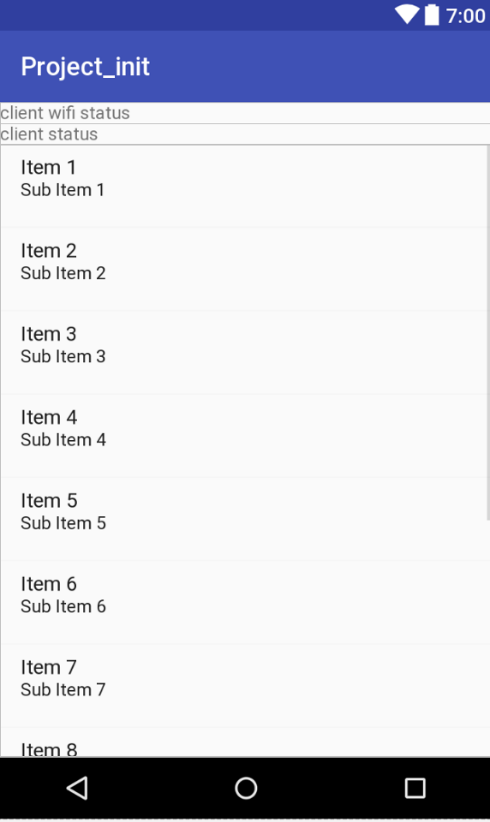 7:00
Project_init
client wifi status
client status
Item 1
Sub Item 1
Item 2
Sub Item 2
Item 3
Sub Item 3
Item 4
Sub Item 4
Item 5
Sub Item 5
Item 6
Sub Item 6
Item 7
Sub Item 7
Item 8